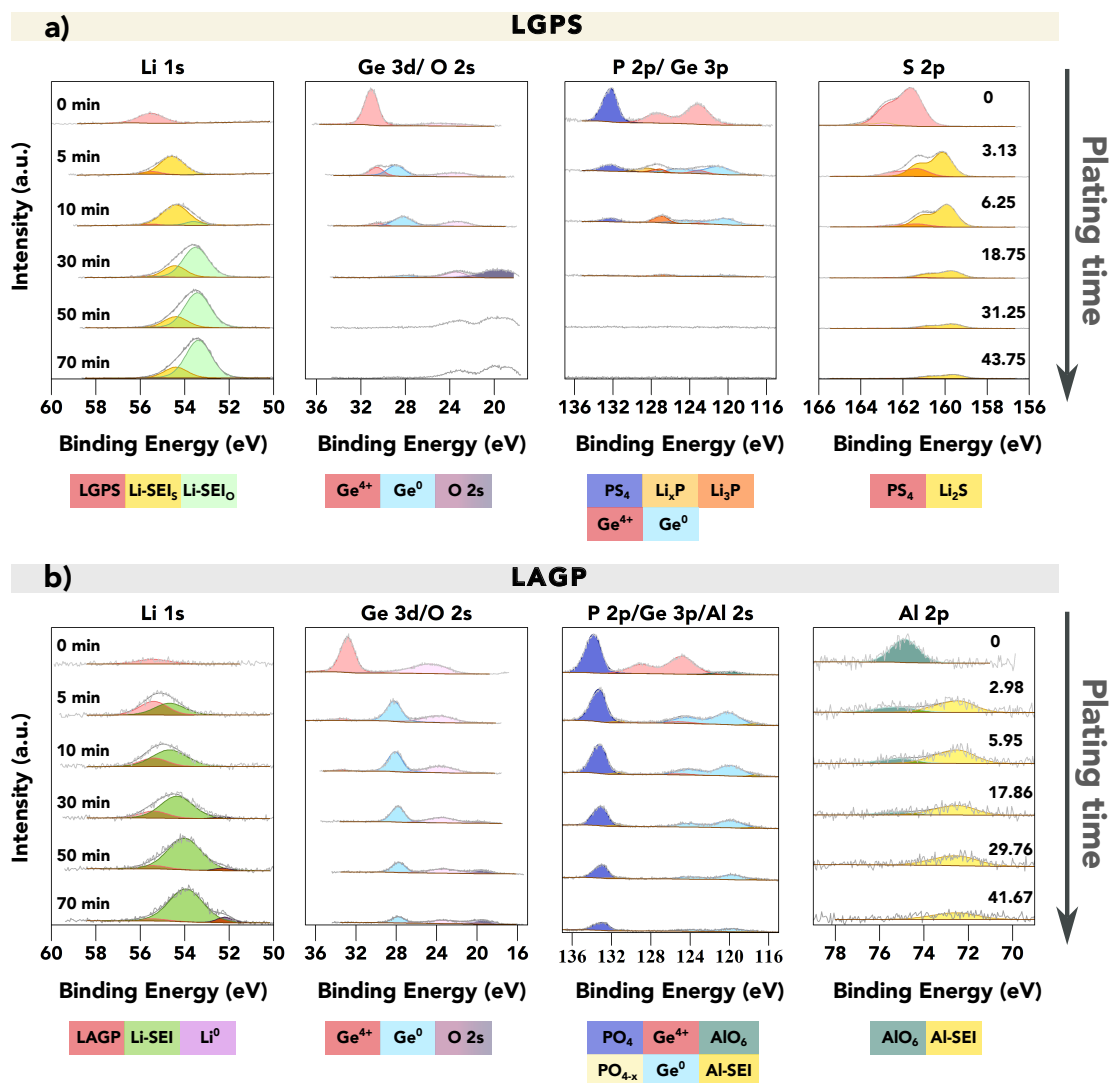 a) LGPS
Li 1s
Ge 3d/ O 2s
P 2p/ Ge 3p
S 2p
0 min
5 min
10 min
30 min
50 min
70 min
0
3.13
6.25
18.75
31.25
43.75
Intensity (a.u.)
Plating time
60 58 56 54 52 50
36 32 28 24 20
136 132 128 124 120 116
166 164 162 160 158 156
Binding Energy (eV)
Binding Energy (eV)
Binding Energy (eV)
Binding Energy (eV)
LGPS Li-SEI_S Li-SEI_O
Ge⁴⁺ Ge⁰ O 2s
PS₄ LiₓP Li₃P
Ge⁴⁺ Ge⁰
PS₄ Li₂S
b) LAGP
Li 1s
Ge 3d/O 2s
P 2p/Ge 3p/Al 2s
Al 2p
0 min
5 min
10 min
30 min
50 min
70 min
0
2.98
5.95
17.86
29.76
41.67
Intensity (a.u.)
Plating time
60 58 56 54 52 50
36 32 28 24 20 16
136 132 128 124 120 116
78 76 74 72 70
Binding Energy (eV)
Binding Energy (eV)
Binding Energy (eV)
Binding Energy (eV)
LAGP Li-SEI Li⁰
Ge⁴⁺ Ge⁰ O 2s
PO₄ Ge⁴⁺ AlO₆
PO₄₋ₓ Ge⁰ Al-SEI
AlO₆ Al-SEI